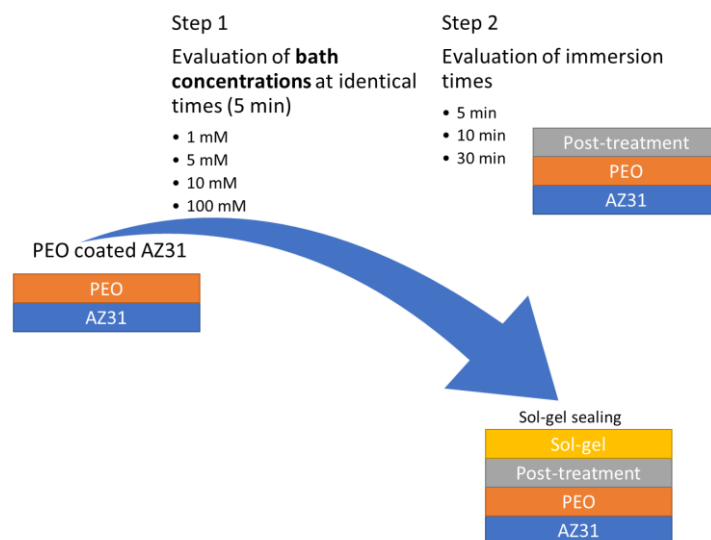 Step 1
Evaluation of bath
concentrations at identical
times (5 min)
• 1 mM
• 5 mM
• 10 mM
• 100 mM
Step 2
Evaluation of immersion
times
• 5 min
• 10 min
• 30 min
Post-treatment
PEO
AZ31
PEO coated AZ31
PEO
AZ31
Sol-gel sealing
Sol-gel
Post-treatment
PEO
AZ31